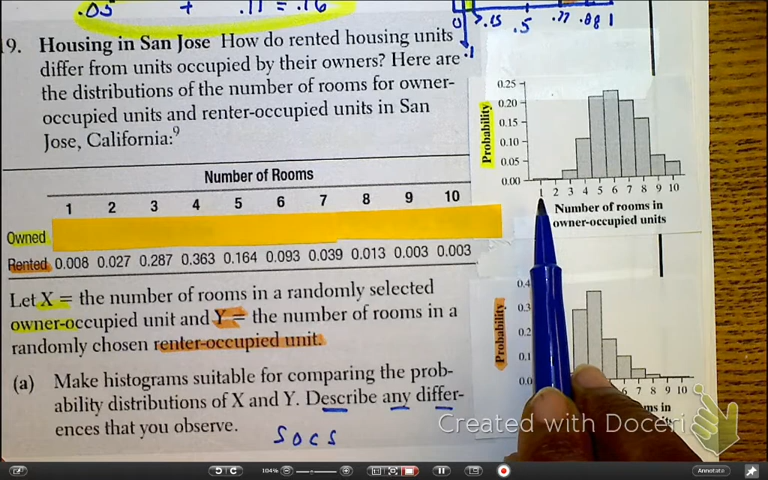 .05 + .11 = .16
0 .15 .5 .77 .881
.1
9. Housing in San Jose How do rented housing units
differ from units occupied by their owners? Here are
the distributions of the number of rooms for owner-
occupied units and renter-occupied units in San
Jose, California:9
Number of Rooms
1 2 3 4 5 6 7 8 9 10
Owned
Rented 0.008 0.027 0.287 0.363 0.164 0.093 0.039 0.013 0.003 0.003
Let X = the number of rooms in a randomly selected
owner-occupied unit and Y = the number of rooms in a
randomly chosen renter-occupied unit.
(a) Make histograms suitable for comparing the prob-
ability distributions of X and Y. Describe any differ-
ences that you observe.
SOCS
Probability
0.25
0.20
0.15
0.10
0.05
0.00
1 2 3 4 5 6 7 8 9 10
Number of rooms in
owner-occupied units
Probability
0.4
0.3
0.2
0.1
0.0
6 7 8 9 10
ms in
Created with Doceri
104%
Annotate